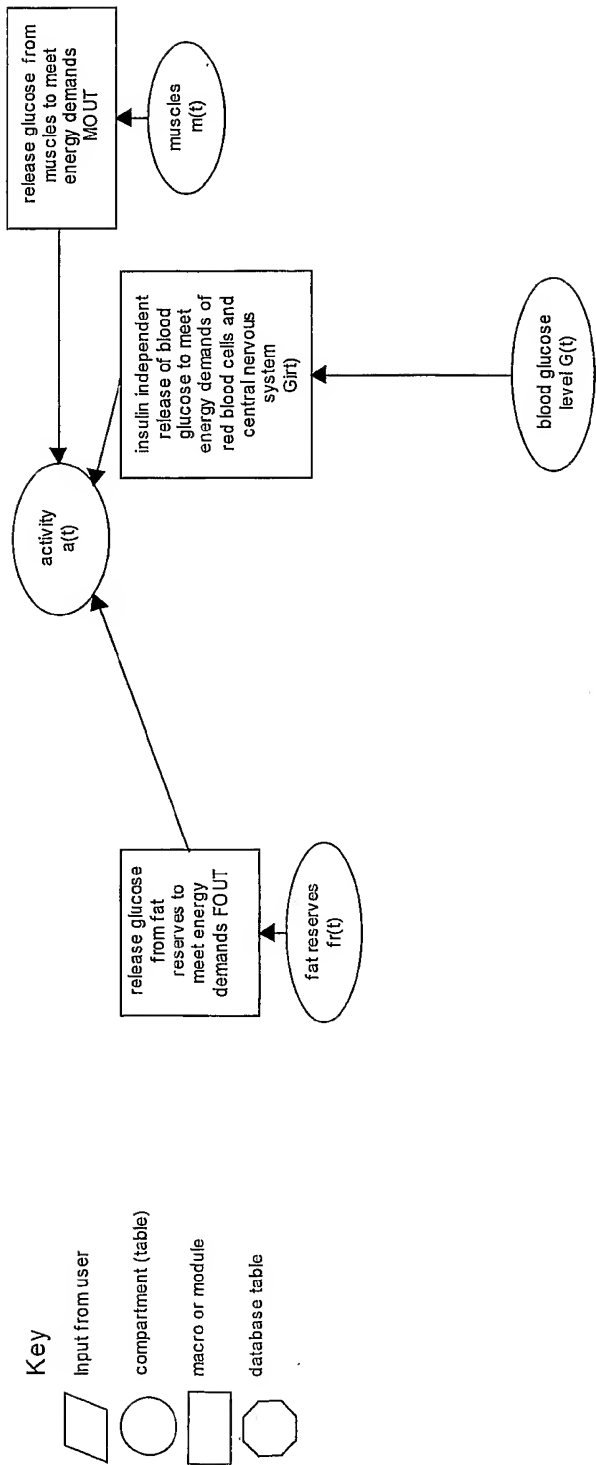 Key
Input from user
compartment (table)
macro or module
database table
release glucose
from fat
reserves to
meet energy
demands FOUT
fat reserves
fr(t)
activity
a(t)
insulin independent
release of blood
glucose to meet
energy demands of
red blood cells and
central nervous
system
Girt)
blood glucose
level G(t)
release glucose from
muscles to meet
energy demands
MOUT
muscles
m(t)